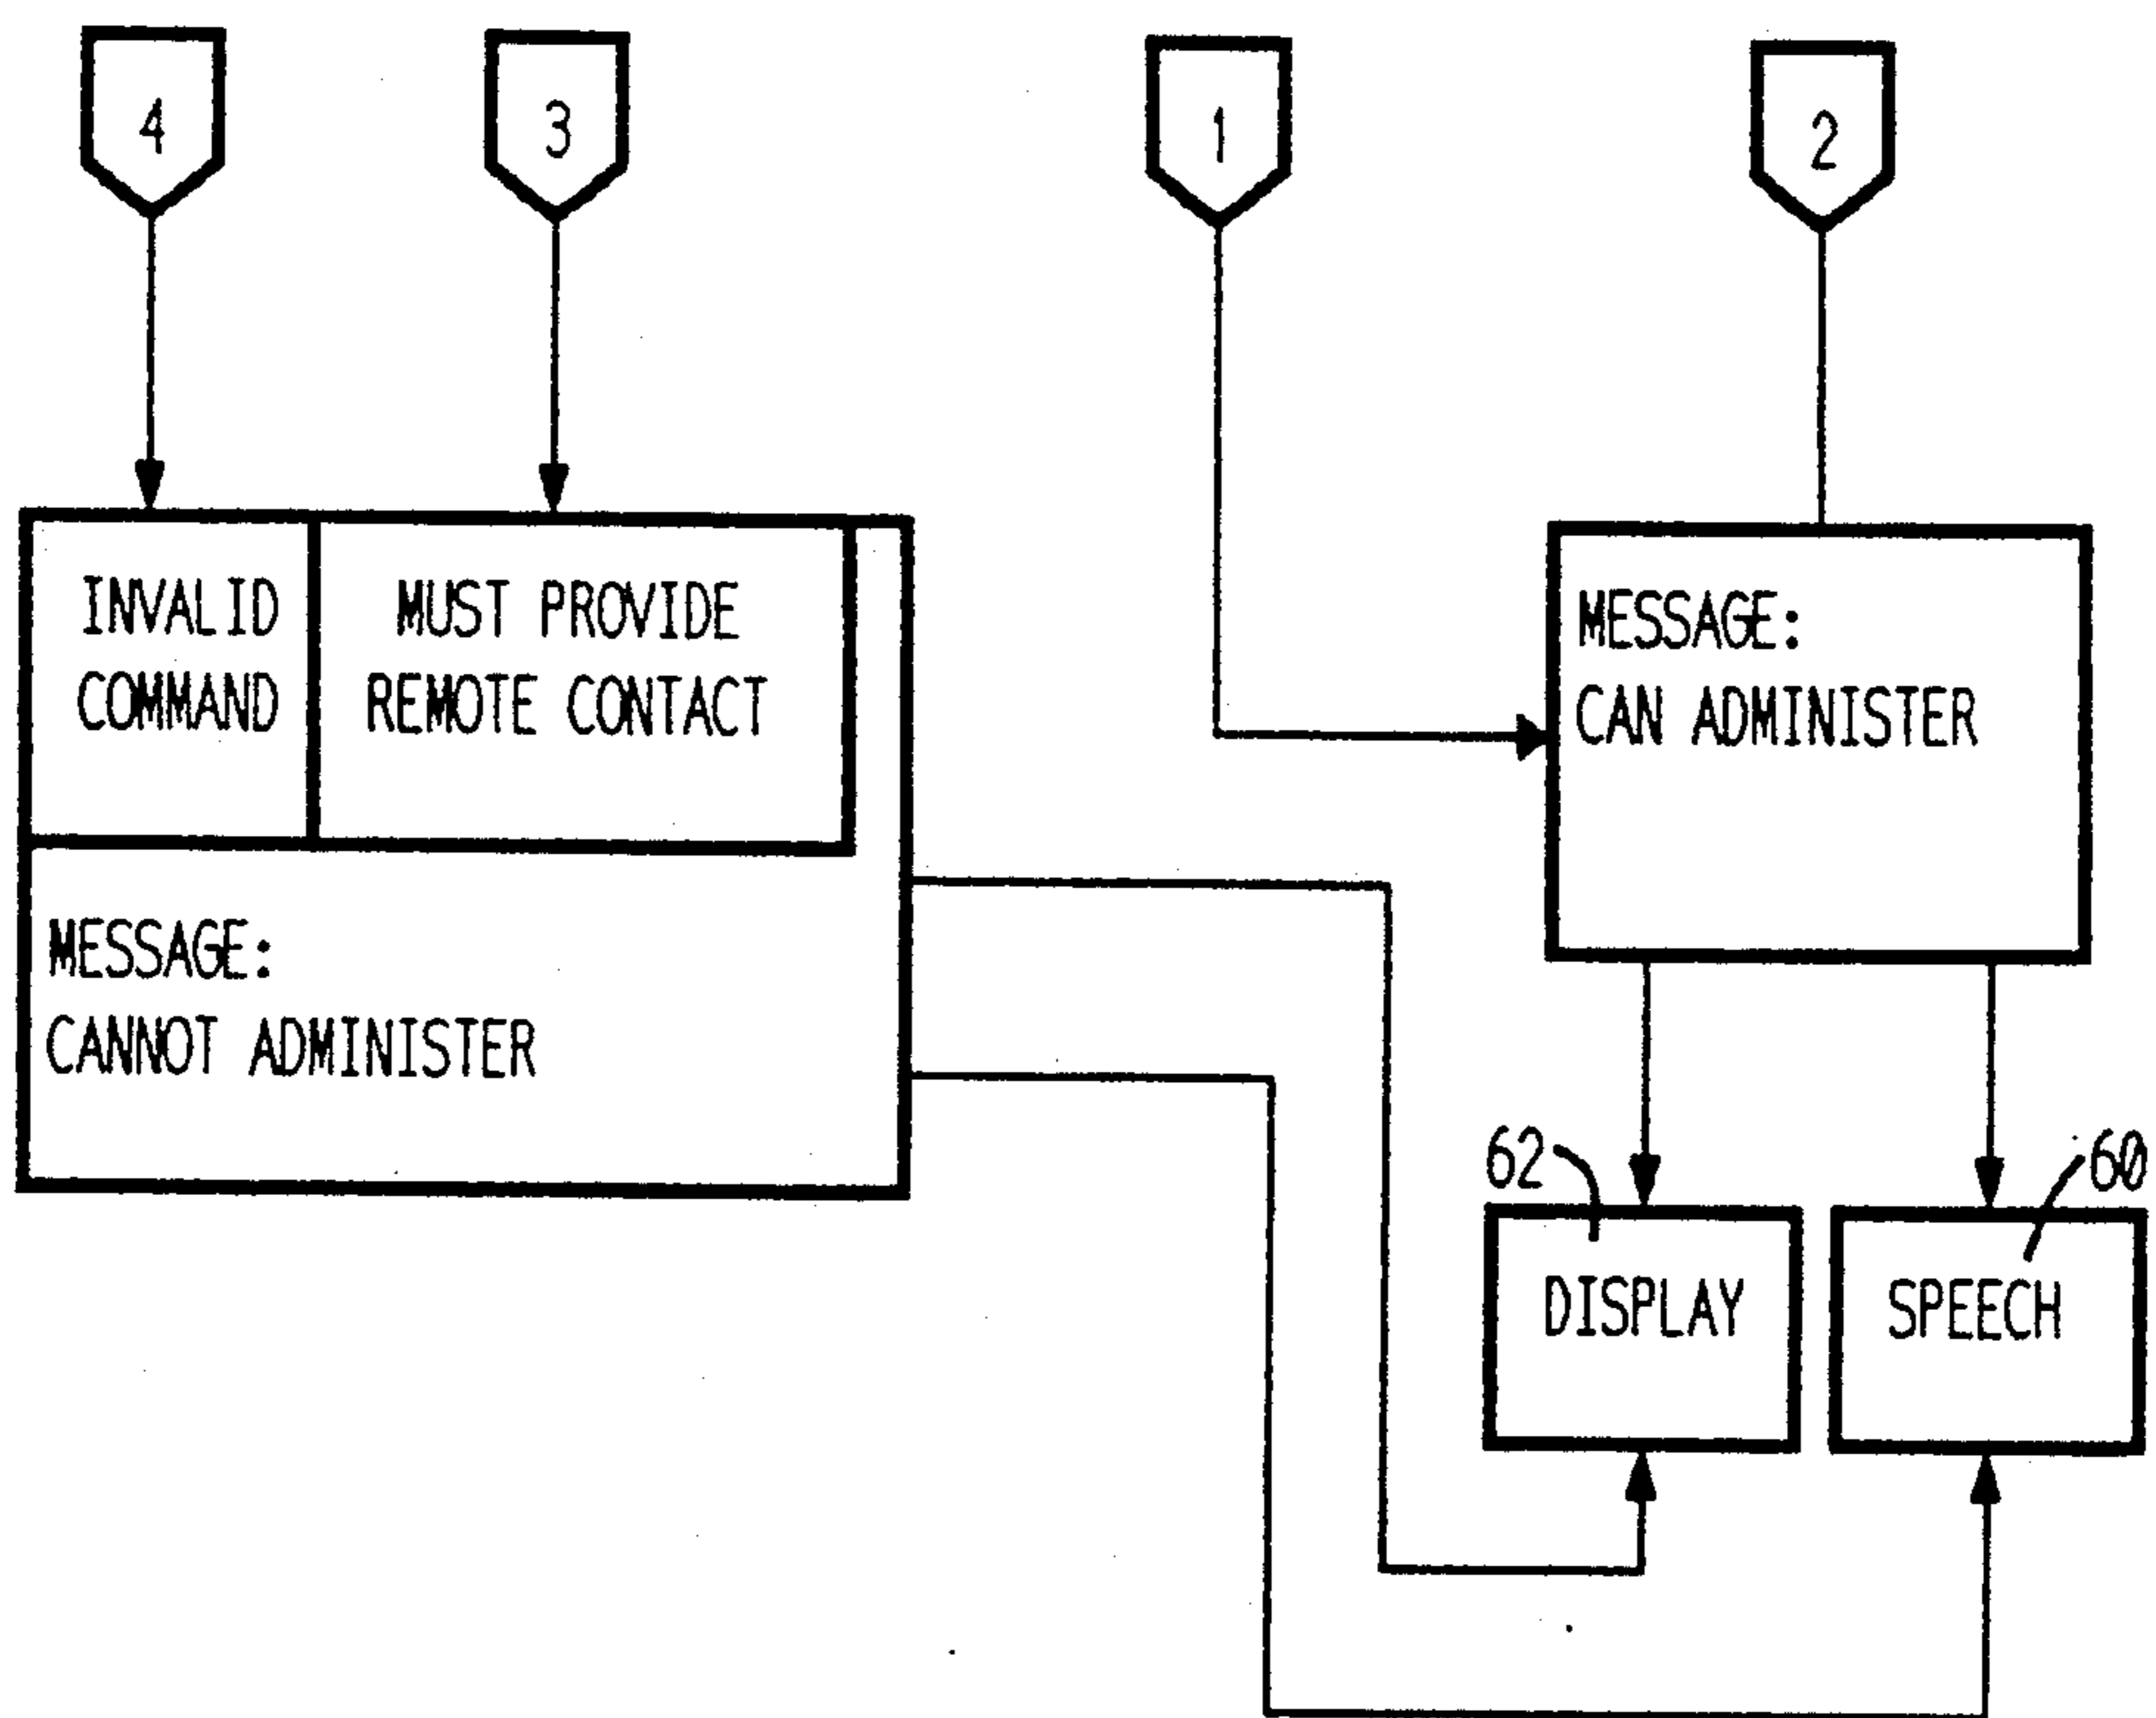 4
3
1
2
INVALID
COMMAND
MUST PROVIDE
REMOTE CONTACT
MESSAGE:
CANNOT ADMINISTER
MESSAGE:
CAN ADMINISTER
62
60
DISPLAY
SPEECH